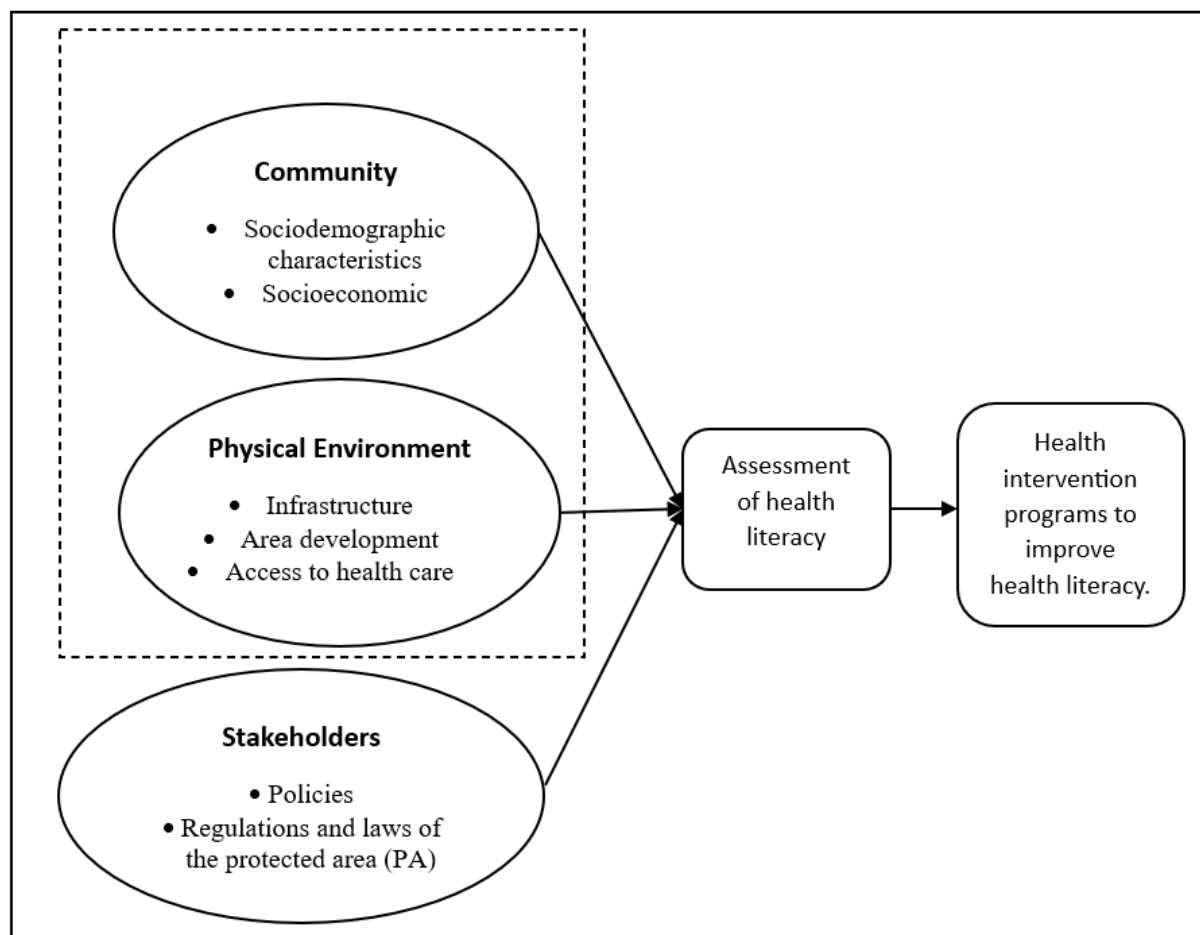 Community
• Sociodemographic
characteristics
• Socioeconomic
Physical Environment
• Infrastructure
• Area development
• Access to health care
Stakeholders
• Policies
• Regulations and laws of
the protected area (PA)
Assessment
of health
literacy
Health
intervention
programs to
improve
health literacy.